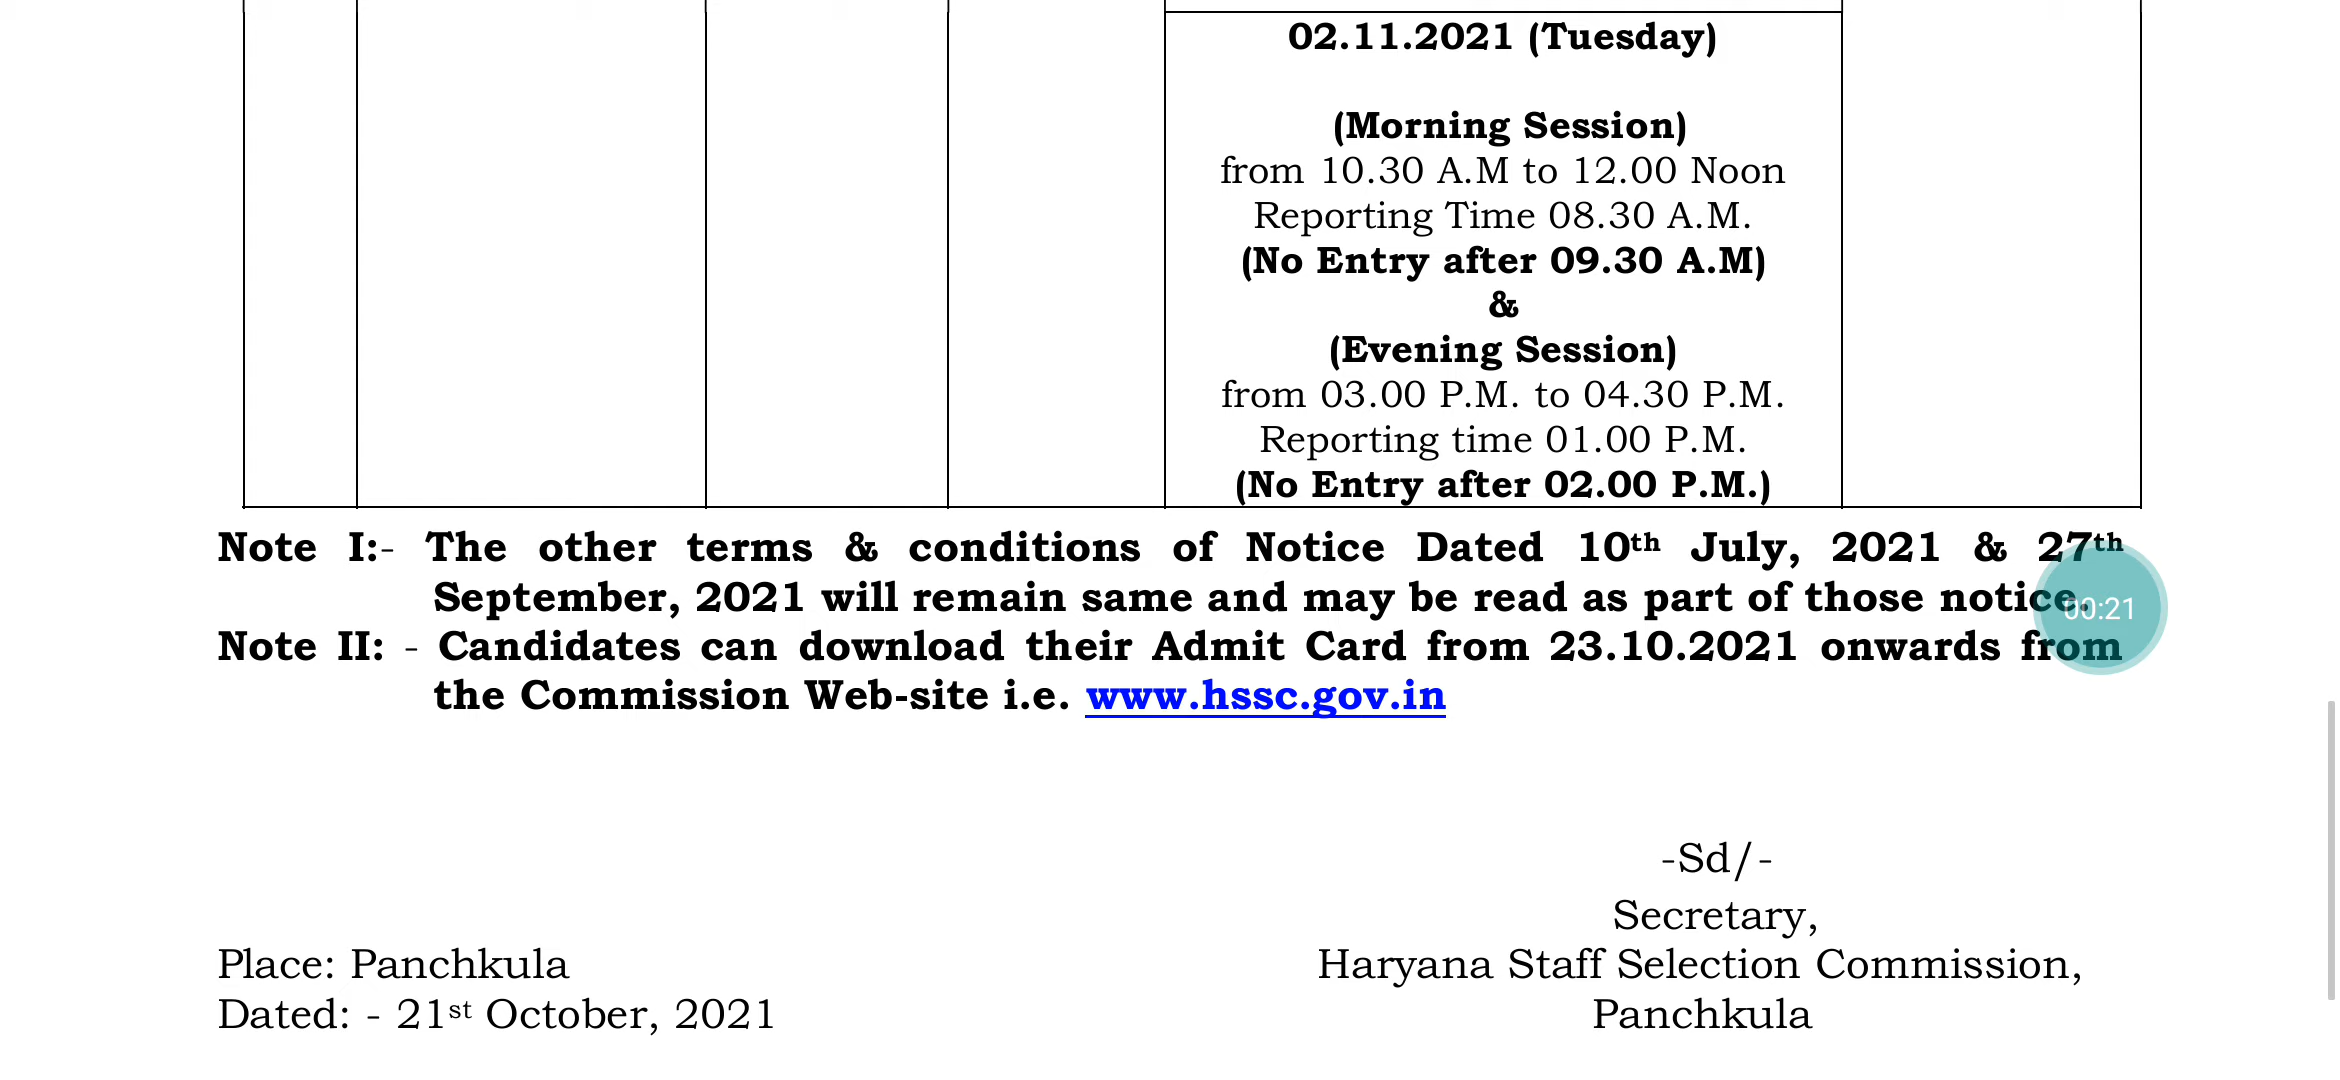 02.11.2021 (Tuesday)
(Morning Session)
from 10.30 A.M to 12.00 Noon
Reporting Time 08.30 A.M.
(No Entry after 09.30 A.M)
&
(Evening Session)
from 03.00 P.M. to 04.30 P.M.
Reporting time 01.00 P.M.
(No Entry after 02.00 P.M.)
Note I:- The other terms & conditions of Notice Dated 10th July, 2021 & 27th
September, 2021 will remain same and may be read as part of those notice.
00:21
Note II: - Candidates can download their Admit Card from 23.10.2021 onwards from
the Commission Web-site i.e. www.hssc.gov.in
-Sd/-
Secretary,
Place: Panchkula
Haryana Staff Selection Commission,
Dated: - 21st October, 2021
Panchkula